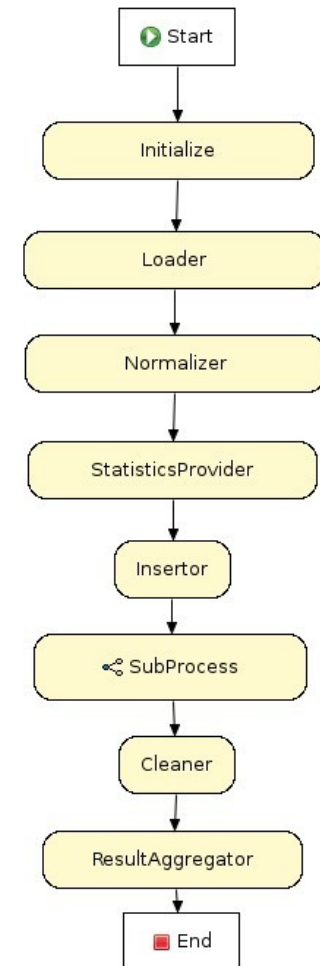 Start
Initialize
Loader
Normalizer
StatisticsProvider
Insertor
SubProcess
Cleaner
ResultAggregator
End